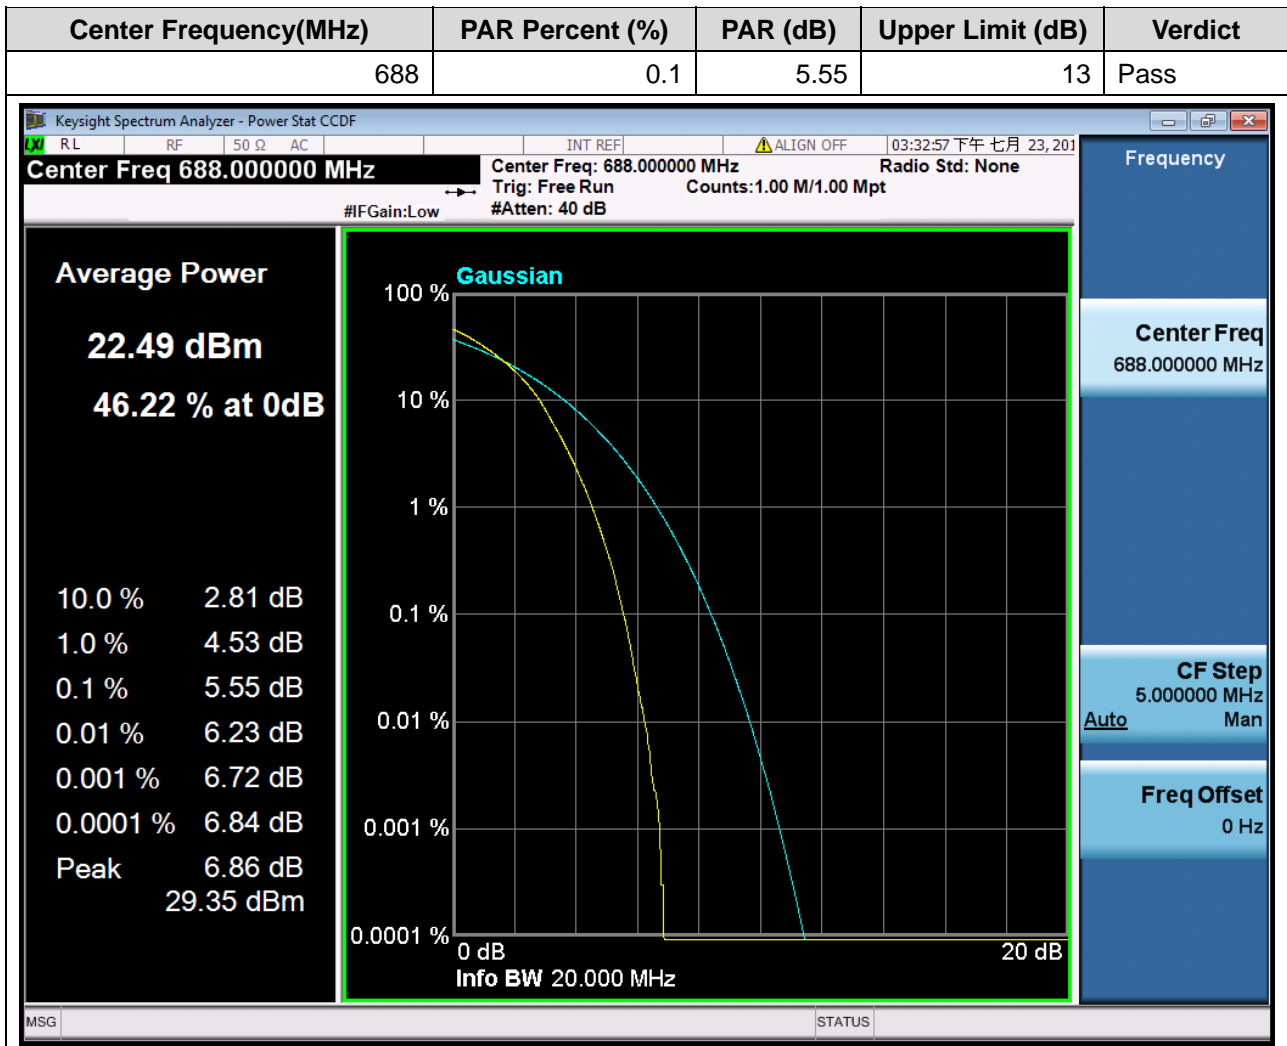 Center Frequency(MHz) PAR Percent (%) PAR (dB) Upper Limit (dB) Verdict
688 0.1 5.55 13 Pass
Keysight Spectrum Analyzer - Power Stat CCDF
LXI RL RF 50 Ω AC INT REF ALIGN OFF 03:32:57 下午 七月 23, 201
Center Freq 688.000000 MHz
Center Freq: 688.000000 MHz Radio Std: None
Trig: Free Run Counts:1.00 M/1.00 Mpt
#IFGain:Low #Atten: 40 dB
Average Power
22.49 dBm
46.22 % at 0dB
10.0 % 2.81 dB
1.0 % 4.53 dB
0.1 % 5.55 dB
0.01 % 6.23 dB
0.001 % 6.72 dB
0.0001 % 6.84 dB
Peak 6.86 dB
29.35 dBm
Gaussian
100 %
10 %
1 %
0.1 %
0.01 %
0.001 %
0.0001 %
0 dB 20 dB
Info BW 20.000 MHz
Frequency
Center Freq
688.000000 MHz
CF Step
5.000000 MHz
Auto Man
Freq Offset
0 Hz
MSG STATUS